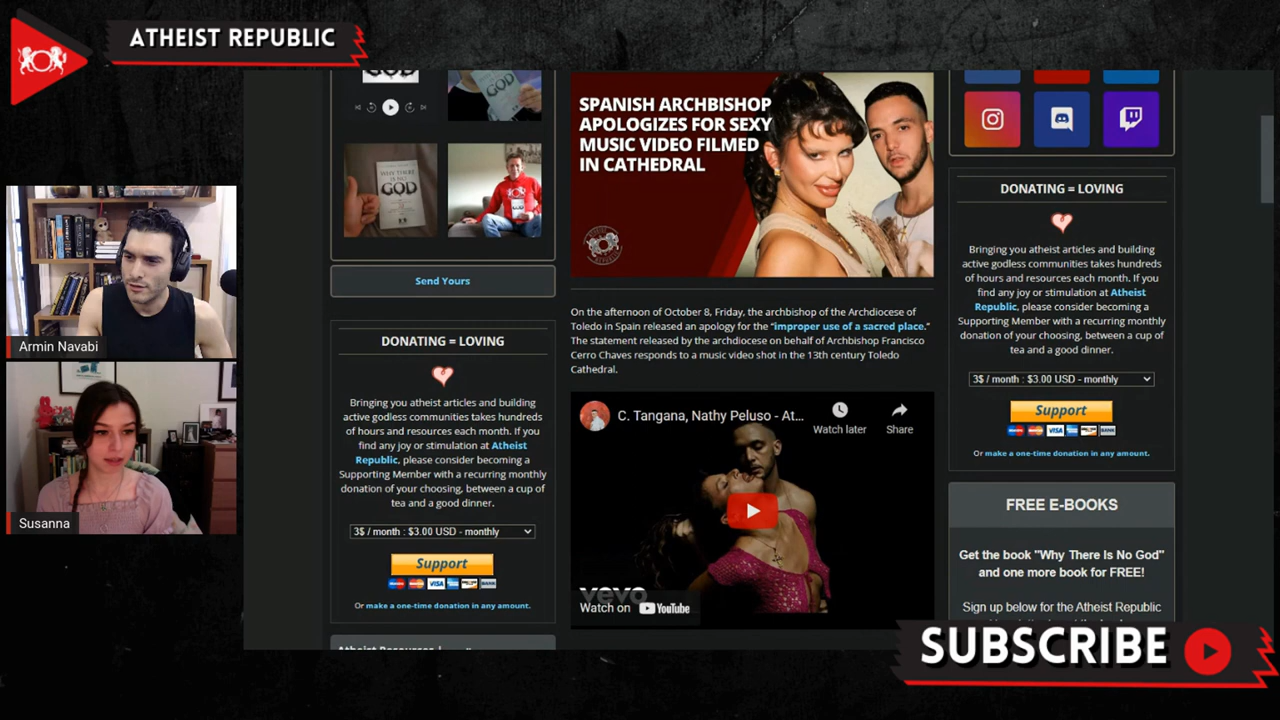 ATHEIST REPUBLIC
GOD
GOD
WHY THERE
IS NO
GOD
Send Yours
DONATING = LOVING
Bringing you atheist articles and building
active godless communities takes hundreds
of hours and resources each month. If you
find any joy or stimulation at Atheist
Republic, please consider becoming a
Supporting Member with a recurring monthly
donation of your choosing, between a cup of
tea and a good dinner.
3$ / month : $3.00 USD - monthly
Support
VISA
BANK
Or make a one-time donation in any amount.
SPANISH ARCHBISHOP
APOLOGIZES FOR SEXY
MUSIC VIDEO FILMED
IN CATHEDRAL
On the afternoon of October 8, Friday, the archbishop of the Archdiocese of
Toledo in Spain released an apology for the “improper use of a sacred place.”
The statement released by the archdiocese on behalf of Archbishop Francisco
Cerro Chaves responds to a music video shot in the 13th century Toledo
Cathedral.
C. Tangana, Nathy Peluso - At...
Watch later
Share
vevo
Watch on YouTube
DONATING = LOVING
Bringing you atheist articles and building
active godless communities takes hundreds
of hours and resources each month. If you
find any joy or stimulation at Atheist
Republic, please consider becoming a
Supporting Member with a recurring monthly
donation of your choosing, between a cup of
tea and a good dinner.
3$ / month : $3.00 USD - monthly
Support
VISA
BANK
Or make a one-time donation in any amount.
FREE E-BOOKS
Get the book "Why There Is No God"
and one more book for FREE!
Sign up below for the Atheist Republic
Armin Navabi
Susanna
SUBSCRIBE